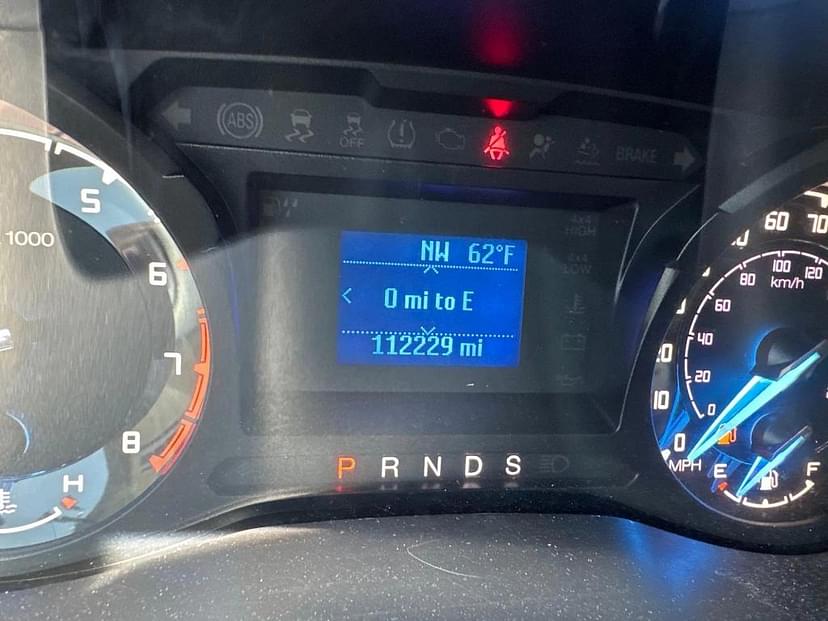 ABS
OFF
BRAKE
x 1000
5
6
7
8
H
4x4
HIGH
4x4
LOW
NW 62°F
0 mi to E
112229 mi
P R N D S
60 70
100 120
80 km/h
60
40
20
0
10
0
MPH
E F